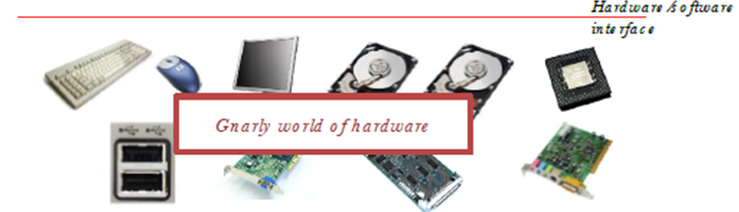 Hardware/software
interface
Gnarly world of hardware